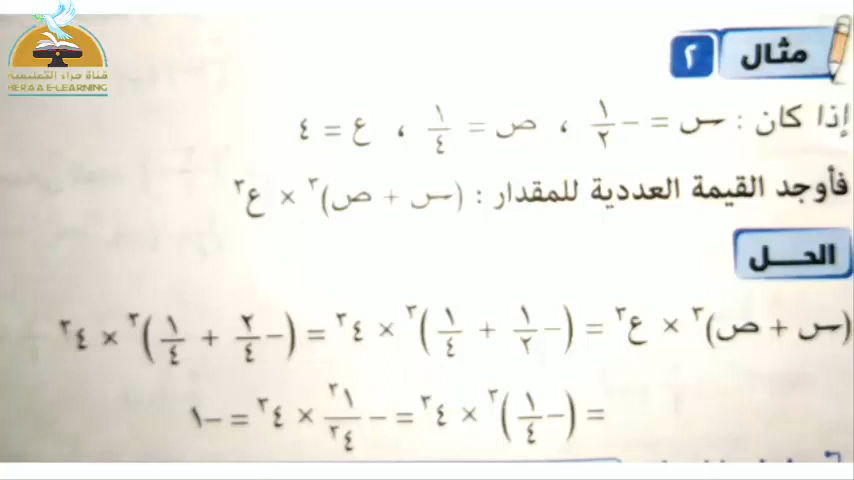 قناة حراء التعليمية
HERAA E-LEARNING
مثال ٢
إذا كان : س = −١/٢ ، ص = ١/٤ ، ع = ٤
فأوجد القيمة العددية للمقدار : (س + ص)٣ × ع٣
الحـــل
(س + ص)٣ × ع٣ = (−١/٢ + ١/٤)٣ × ٤٣ = (−٢/٤ + ١/٤)٣ × ٤٣
= (−١/٤)٣ × ٤٣ = −١٣/٤٣ × ٤٣ = −١